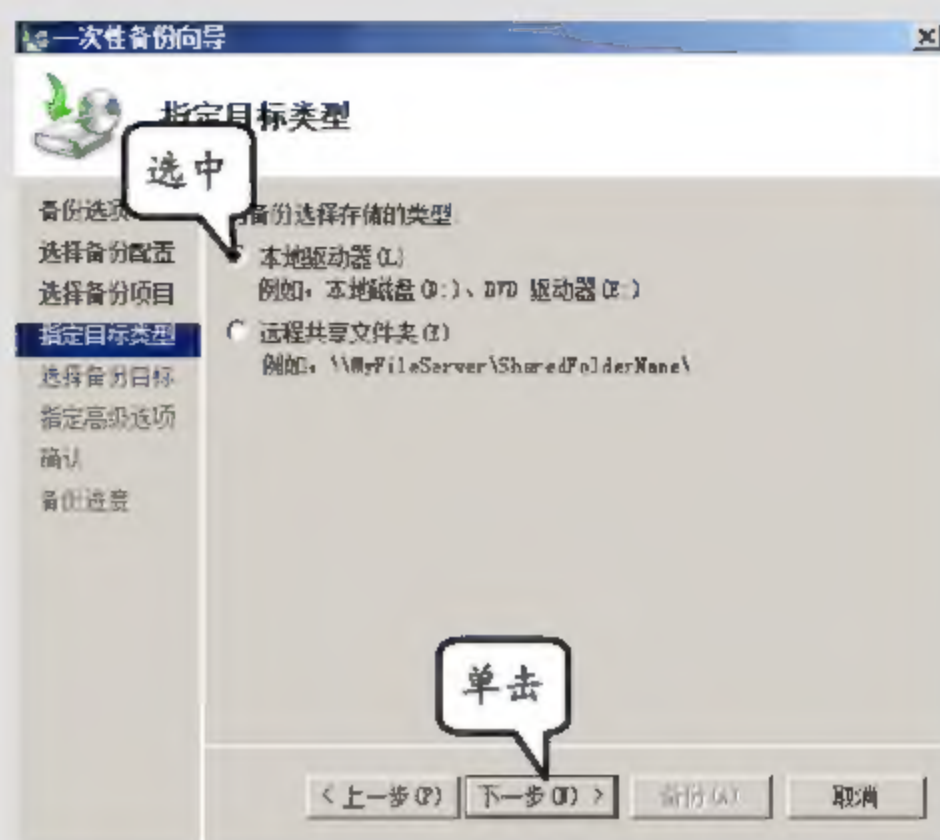 一次性备份向导
指定目标类型
选中
备份选项
备份选择存储的类型
选择备份配置
本地驱动器(L)
选择备份项目
例如: 本地磁盘(D:)、DVD 驱动器(E:)
指定目标类型
远程共享文件夹(R)
选择备份目标
例如: \\MyFileServer\SharedFolderName\
指定高级选项
确认
备份进度
单击
< 上一步(P)
下一步(N) >
备份(A)
取消